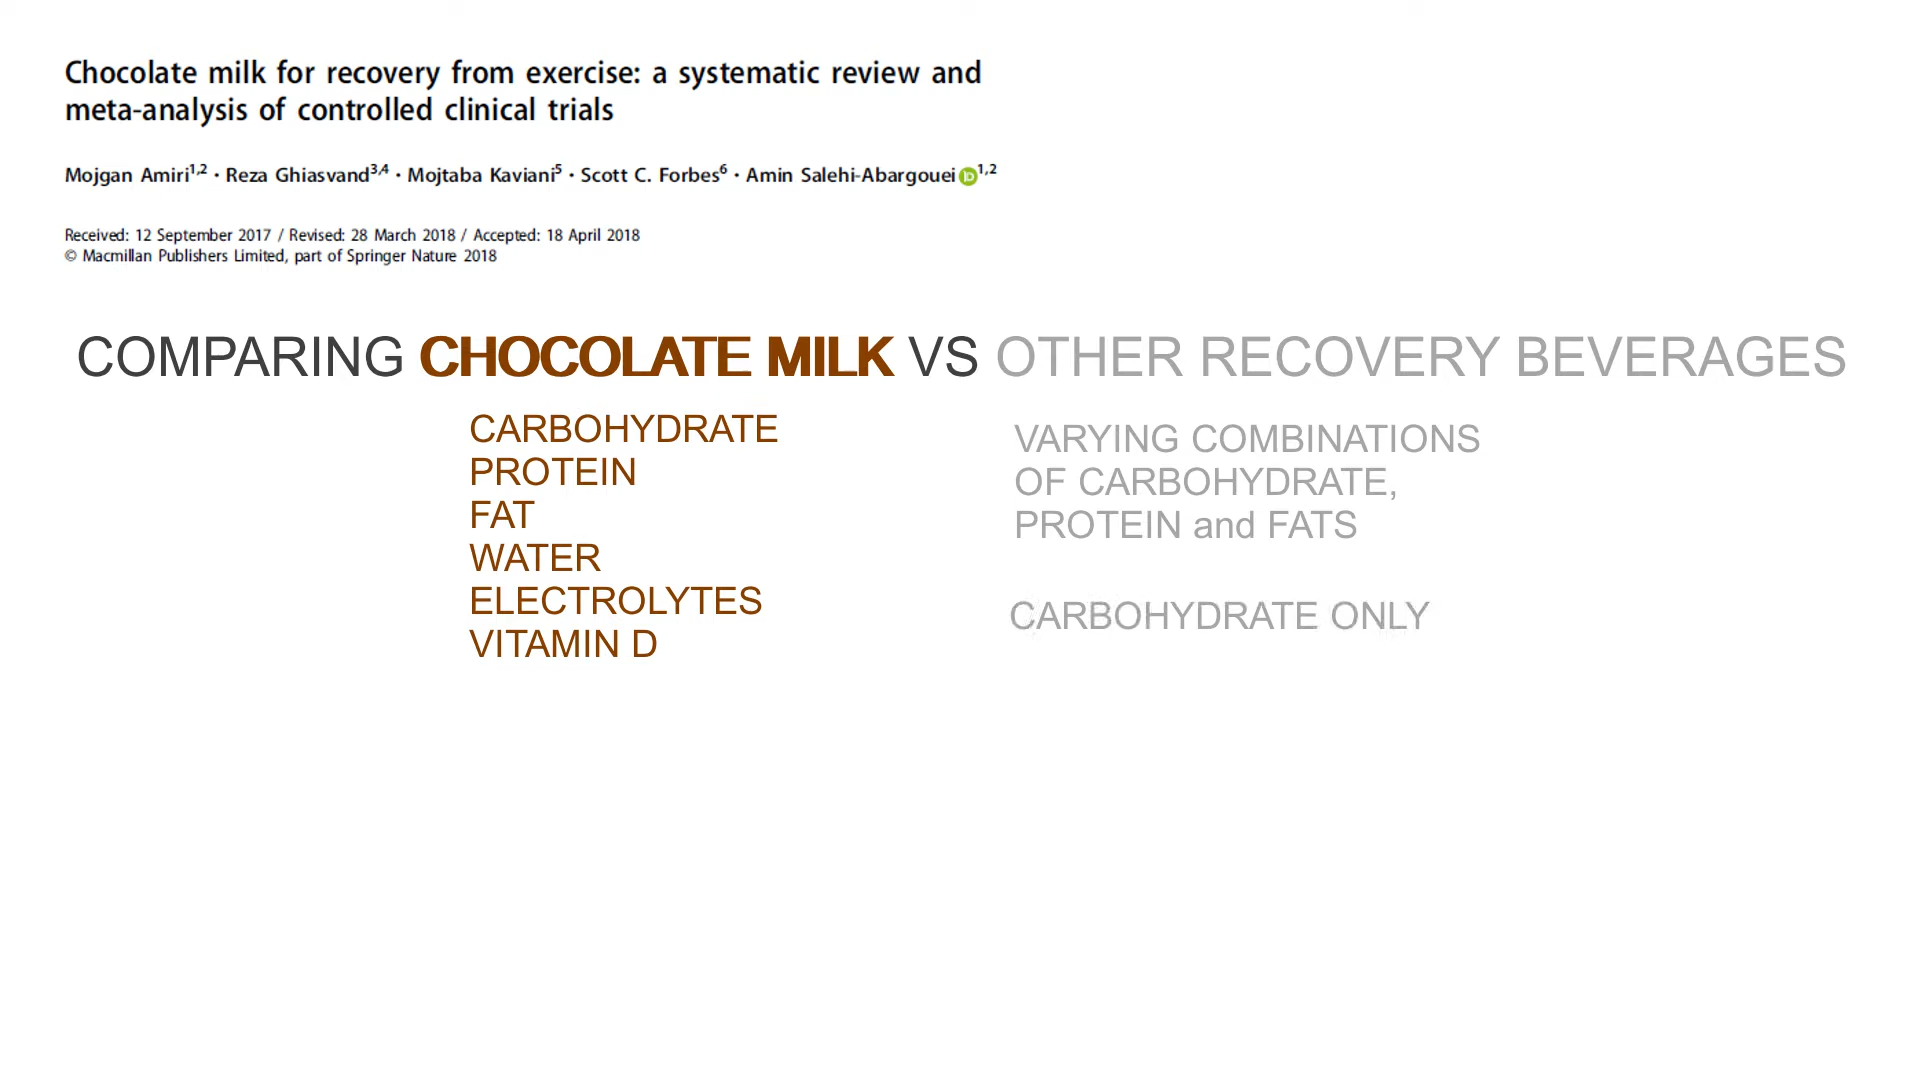 Chocolate milk for recovery from exercise: a systematic review and
meta-analysis of controlled clinical trials
Mojgan Amiri1,2 · Reza Ghiasvand3,4 · Mojtaba Kaviani5 · Scott C. Forbes6 · Amin Salehi-Abargouei iD 1,2
Received: 12 September 2017 / Revised: 28 March 2018 / Accepted: 18 April 2018
© Macmillan Publishers Limited, part of Springer Nature 2018
COMPARING CHOCOLATE MILK VS OTHER RECOVERY BEVERAGES
CARBOHYDRATE
PROTEIN
FAT
WATER
ELECTROLYTES
VITAMIN D
VARYING COMBINATIONS
OF CARBOHYDRATE,
PROTEIN and FATS
CARBOHYDRATE ONLY